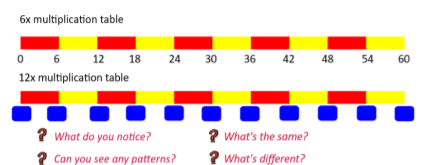 6x multiplication table
0 6 12 18 24 30 36 42 48 54 60
12x multiplication table
? What do you notice? ? What's the same?
? Can you see any patterns? ? What's different?